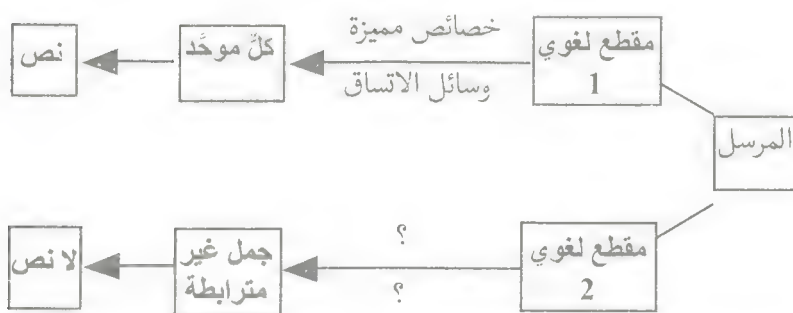 المرسل
مقطع لغوي
1
خصائص مميزة
وسائل الاتساق
كلٌّ موحَّد
نص
مقطع لغوي
2
؟
؟
جمل غير
مترابطة
لا نص